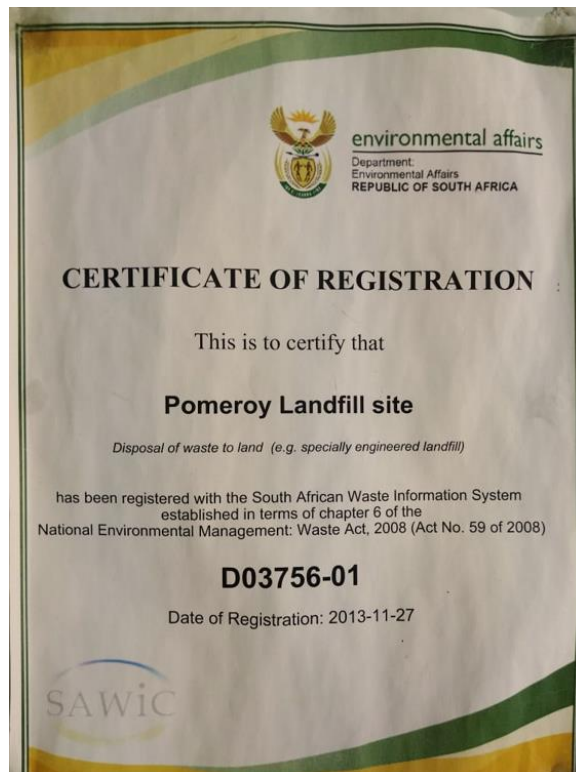 environmental affairs
Department:
Environmental Affairs
REPUBLIC OF SOUTH AFRICA
CERTIFICATE OF REGISTRATION
This is to certify that
Pomeroy Landfill site
Disposal of waste to land (e.g. specially engineered landfill)
has been registered with the South African Waste Information System
established in terms of chapter 6 of the
National Environmental Management: Waste Act, 2008 (Act No. 59 of 2008)
D03756-01
Date of Registration: 2013-11-27
SAWiC